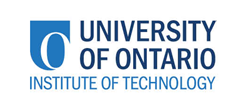 UNIVERSITY
OF ONTARIO
INSTITUTE OF TECHNOLOGY